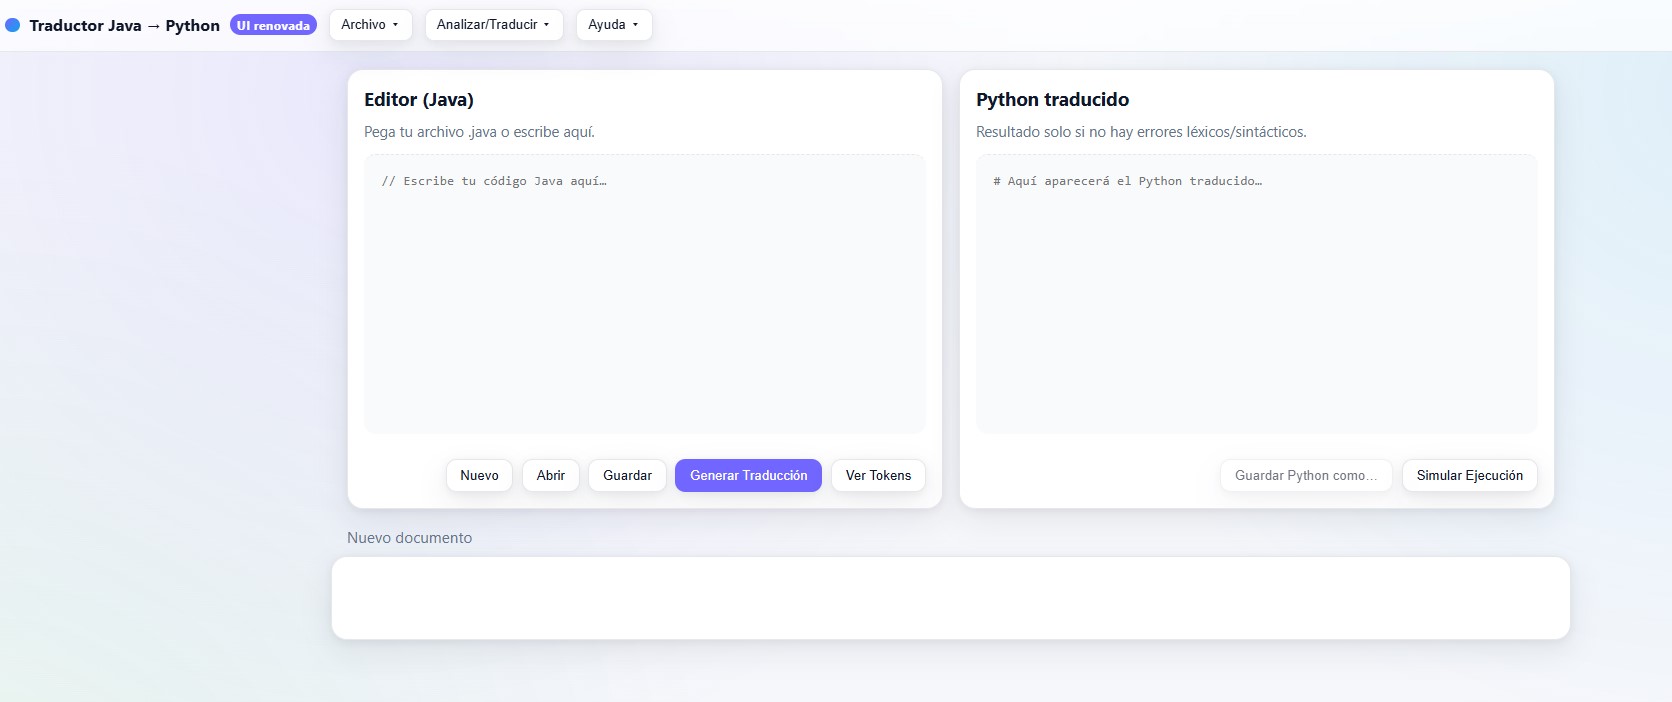 Traductor Java → Python UI renovada Archivo Analizar/Traducir Ayuda
Editor (Java)
Pega tu archivo .java o escribe aquí.
// Escribe tu código Java aquí…
Nuevo Abrir Guardar Generar Traducción Ver Tokens
Python traducido
Resultado solo si no hay errores léxicos/sintácticos.
# Aquí aparecerá el Python traducido…
Guardar Python como… Simular Ejecución
Nuevo documento